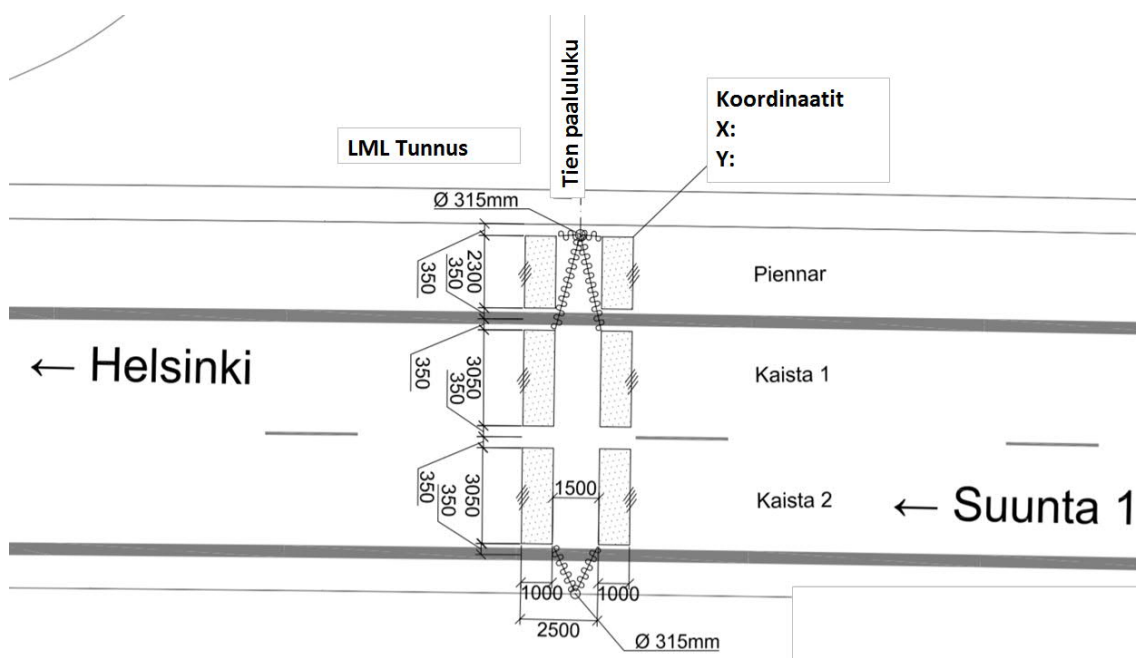 Tien paaluluku
Koordinaatit
X:
Y:
LML Tunnus
Ø 315mm
2300
350
350
Piennar
← Helsinki
3050
350
350
Kaista 1
3050
350
350
1500
Kaista 2
← Suunta 1
1000
1000
2500
Ø 315mm